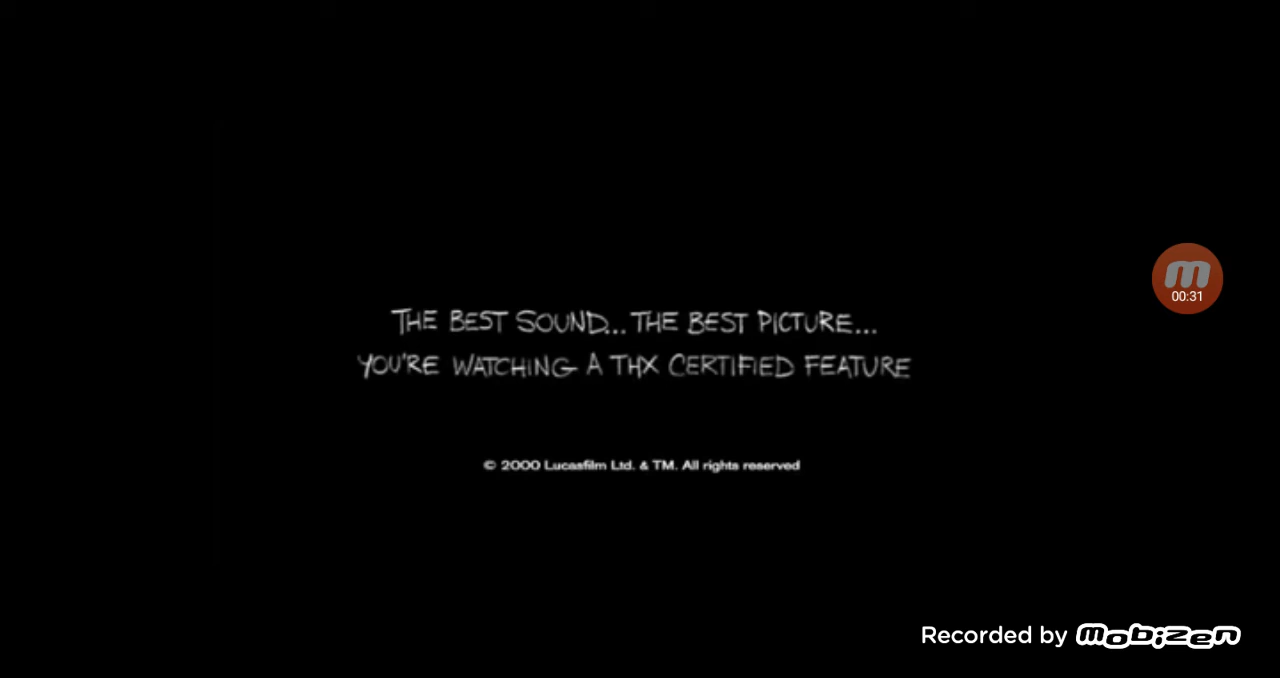 THE BEST SOUND...THE BEST PICTURE...
YOU'RE WATCHING A THX CERTIFIED FEATURE
© 2000 Lucasfilm Ltd. & TM. All rights reserved
m
00:31
Recorded by mobizen